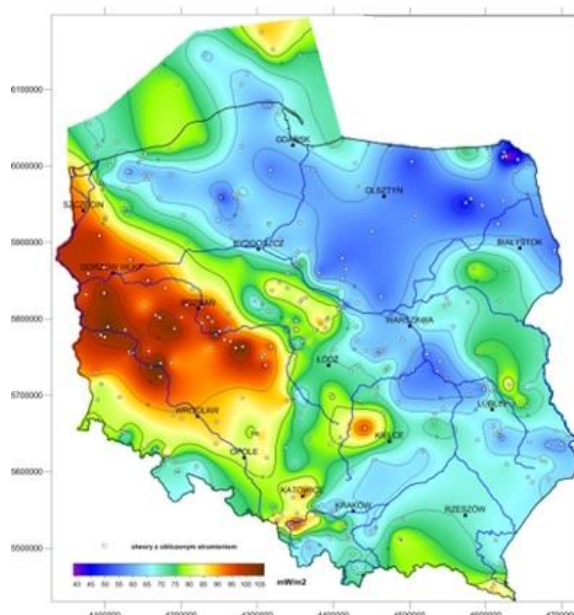 6100000
GDAŃSK
6000000
OLSZTYN
SZCZECIN
5900000
BYDGOSZCZ
BIAŁYSTOK
GORZÓW WLKP.
POZNAŃ
5800000
WARSZAWA
ŁÓDŹ
5700000
LUBLIN
WROCŁAW
KIELCE
OPOLE
5600000
KATOWICE
KRAKÓW
RZESZÓW
5500000
otwory z obliczonym strumieniem
40 45 50 55 60 65 70 75 80 85 90 95 100 105 mW/m2